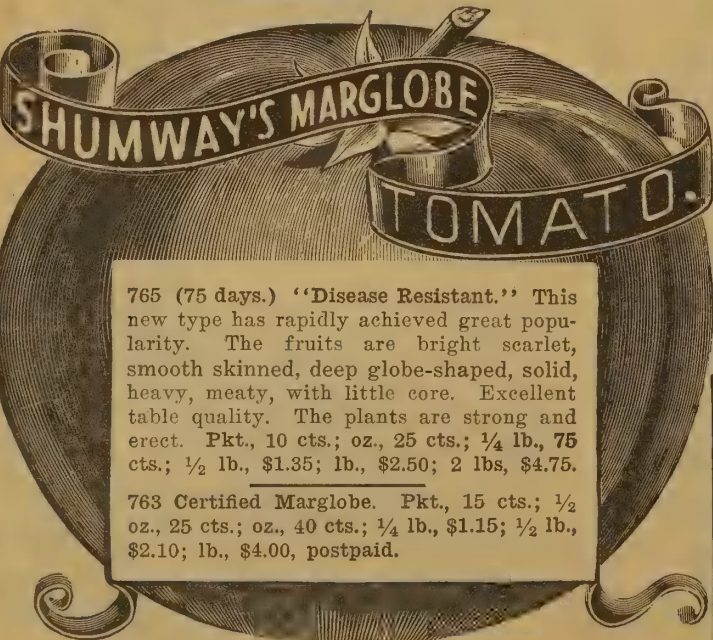 SHUMWAY'S MARGLOBE
TOMATO.
765 (75 days.) "Disease Resistant." This
new type has rapidly achieved great popu-
larity. The fruits are bright scarlet,
smooth skinned, deep globe-shaped, solid,
heavy, meaty, with little core. Excellent
table quality. The plants are strong and
erect. Pkt., 10 cts.; oz., 25 cts.; ¼ lb., 75
cts.; ½ lb., $1.35; lb., $2.50; 2 lbs, $4.75.
763 Certified Marglobe. Pkt., 15 cts.; ½
oz., 25 cts.; oz., 40 cts.; ¼ lb., $1.15; ½ lb.,
$2.10; lb., $4.00, postpaid.